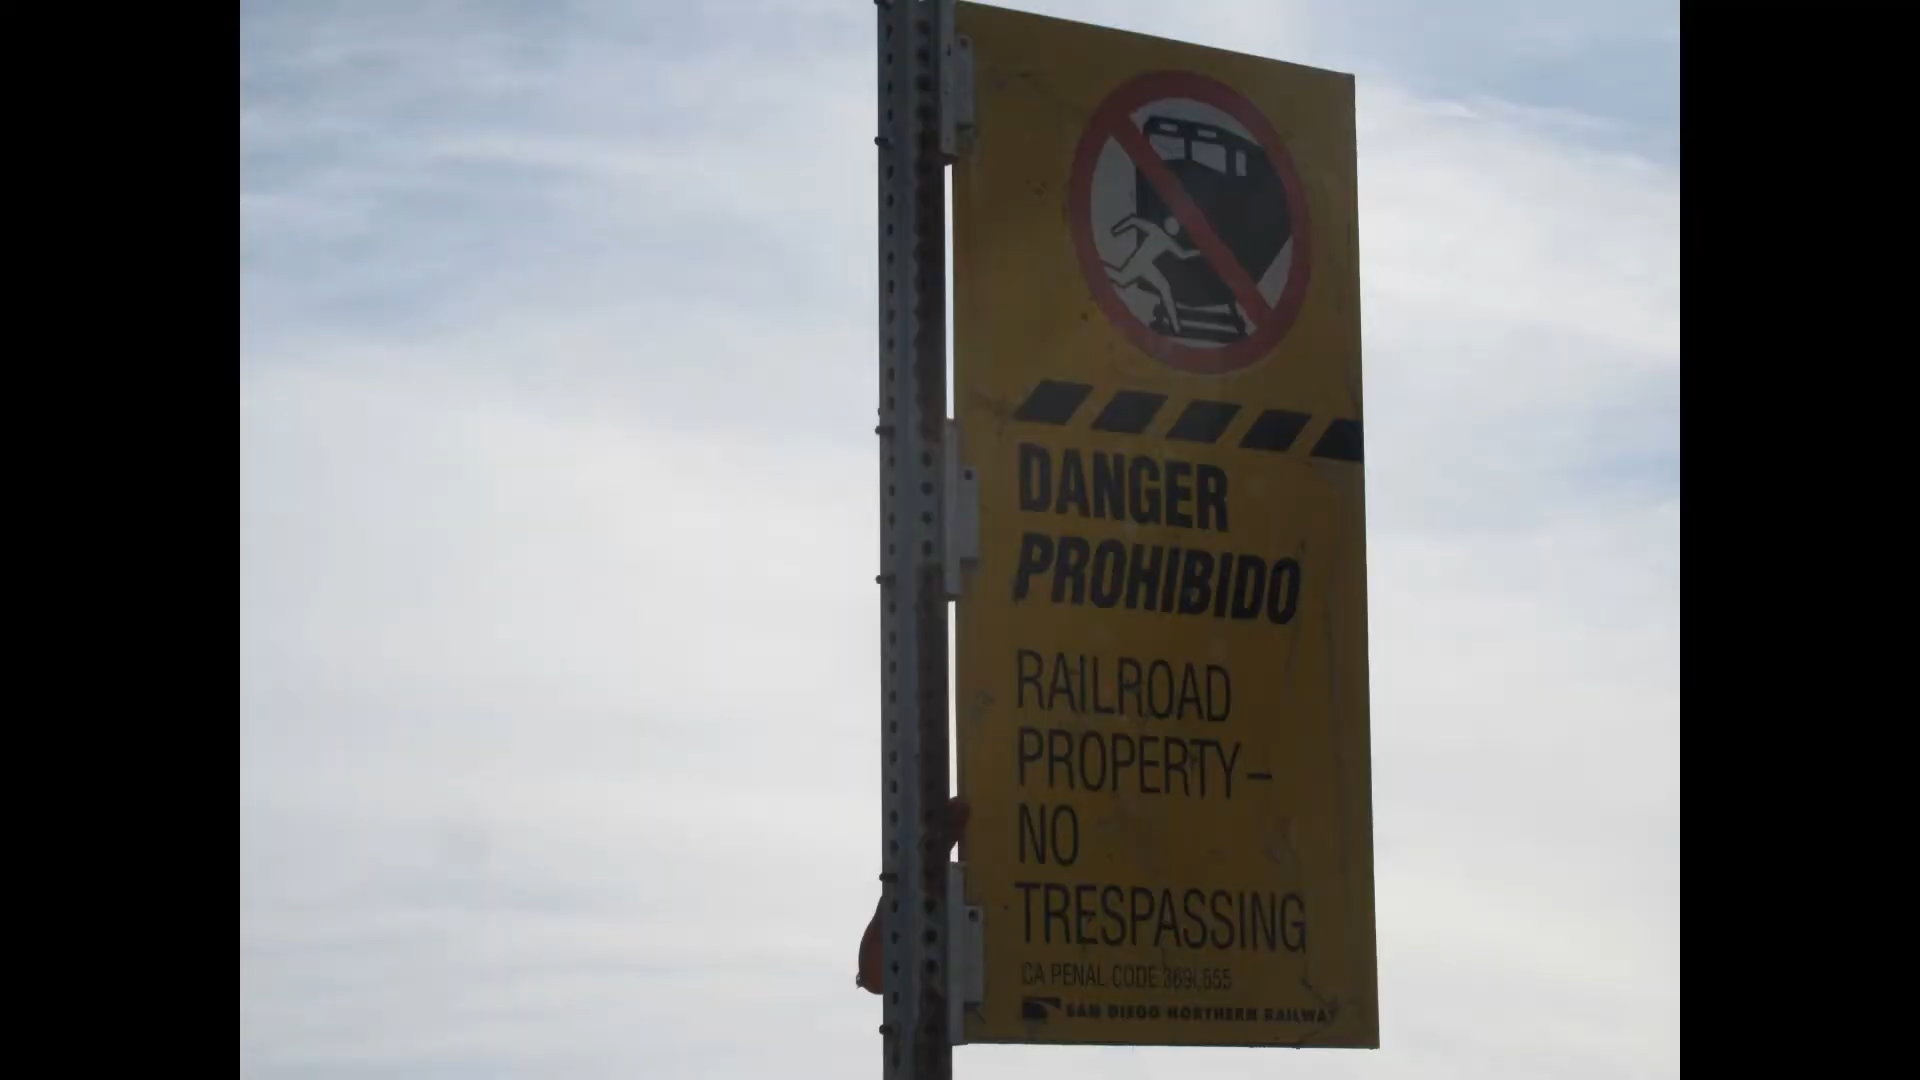 DANGER
PROHIBIDO
RAILROAD
PROPERTY–
NO
TRESPASSING
CA PENAL CODE 369i, 555
SAN DIEGO NORTHERN RAILWAY